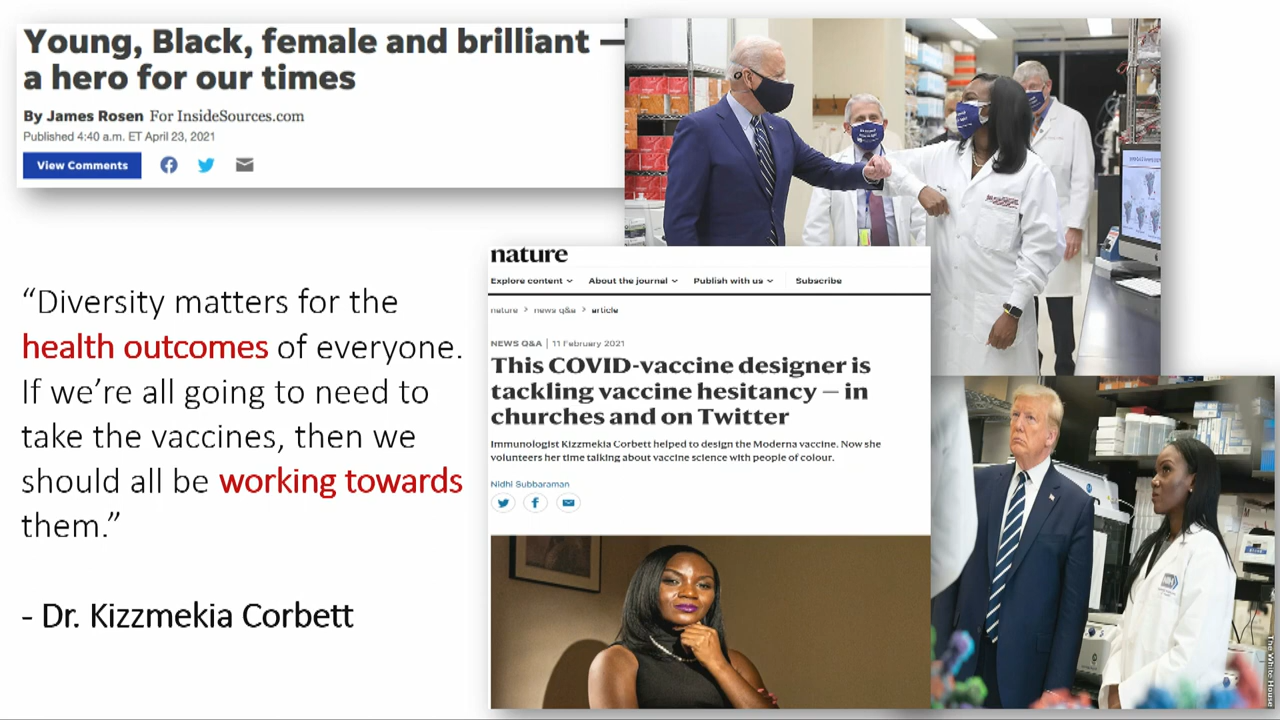 Young, Black, female and brilliant —
a hero for our times
By James Rosen For InsideSources.com
Published 4:40 a.m. ET April 23, 2021
View Comments
“Diversity matters for the
health outcomes of everyone.
If we’re all going to need to
take the vaccines, then we
should all be working towards
them.”
- Dr. Kizzmekia Corbett
nature
Explore content About the journal Publish with us Subscribe
nature > news q&a > article
NEWS Q&A | 11 February 2021
This COVID-vaccine designer is
tackling vaccine hesitancy — in
churches and on Twitter
Immunologist Kizzmekia Corbett helped to design the Moderna vaccine. Now she
volunteers her time talking about vaccine science with people of colour.
Nidhi Subbaraman
The White House